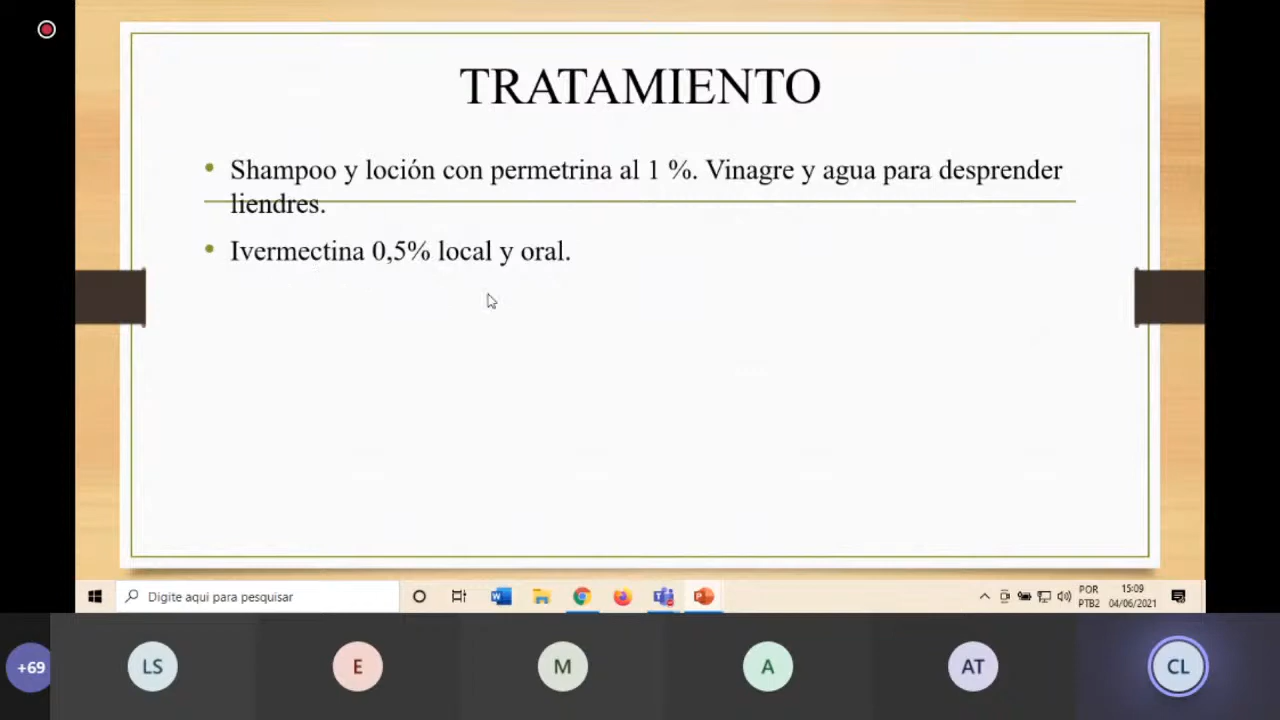 TRATAMIENTO
• Shampoo y loción con permetrina al 1 %. Vinagre y agua para desprender
liendres.
• Ivermectina 0,5% local y oral.
Digite aqui para pesquisar
POR
PTB2
15:09
04/06/2021
+69
LS
E
M
A
AT
CL